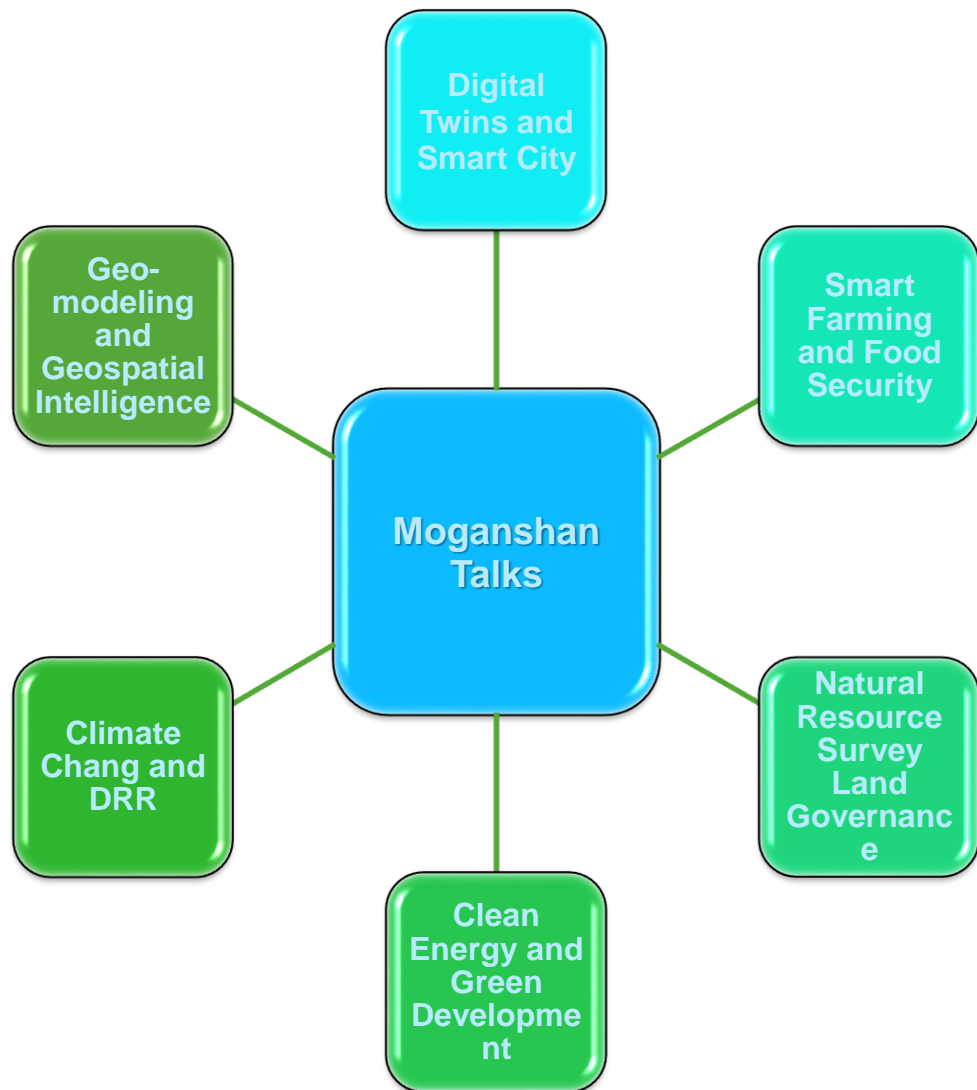 Digital
Twins and
Smart City
Geo-
modeling
and
Geospatial
Intelligence
Smart
Farming
and Food
Security
Moganshan
Talks
Climate
Chang and
DRR
Natural
Resource
Survey
Land
Governanc
e
Clean
Energy and
Green
Developme
nt